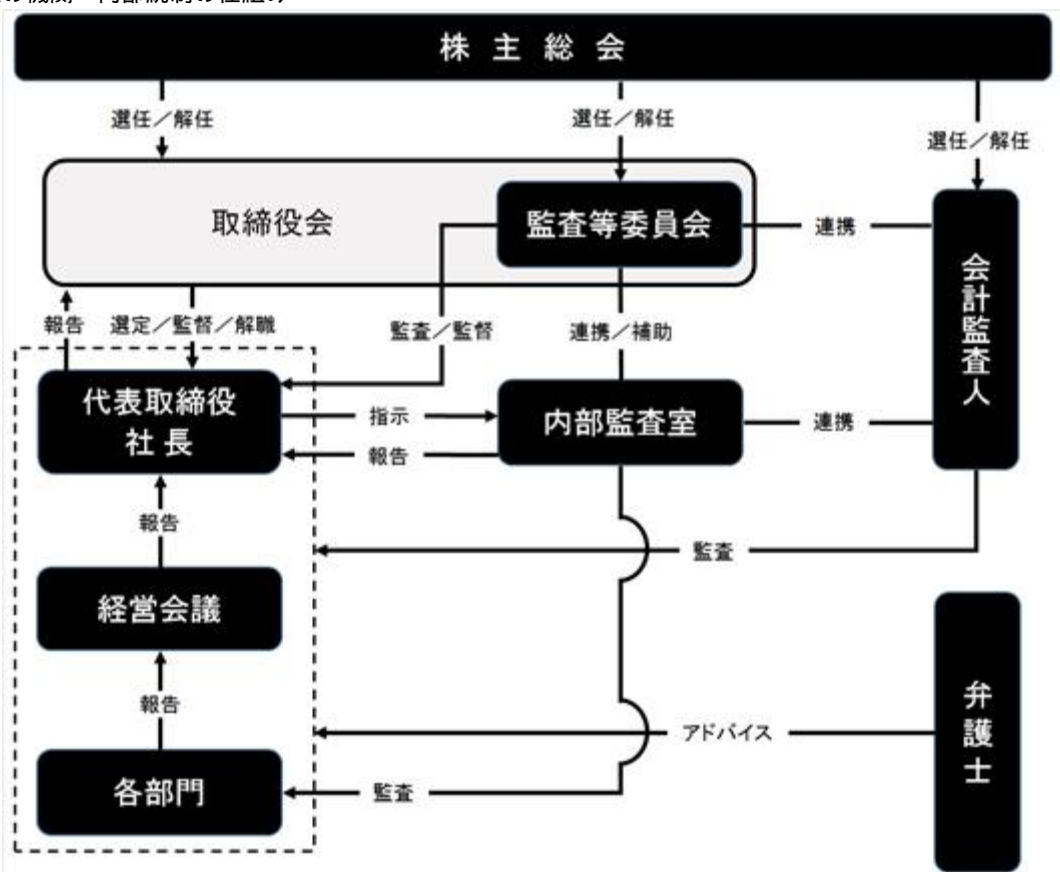 株主総会
選任／解任
選任／解任
選任／解任
取締役会
監査等委員会
連携
会計監査人
報告
選定／監督／解職
監査／監督
連携／補助
代表取締役
社長
指示
報告
内部監査室
連携
報告
監査
経営会議
報告
弁護士
アドバイス
各部門
監査